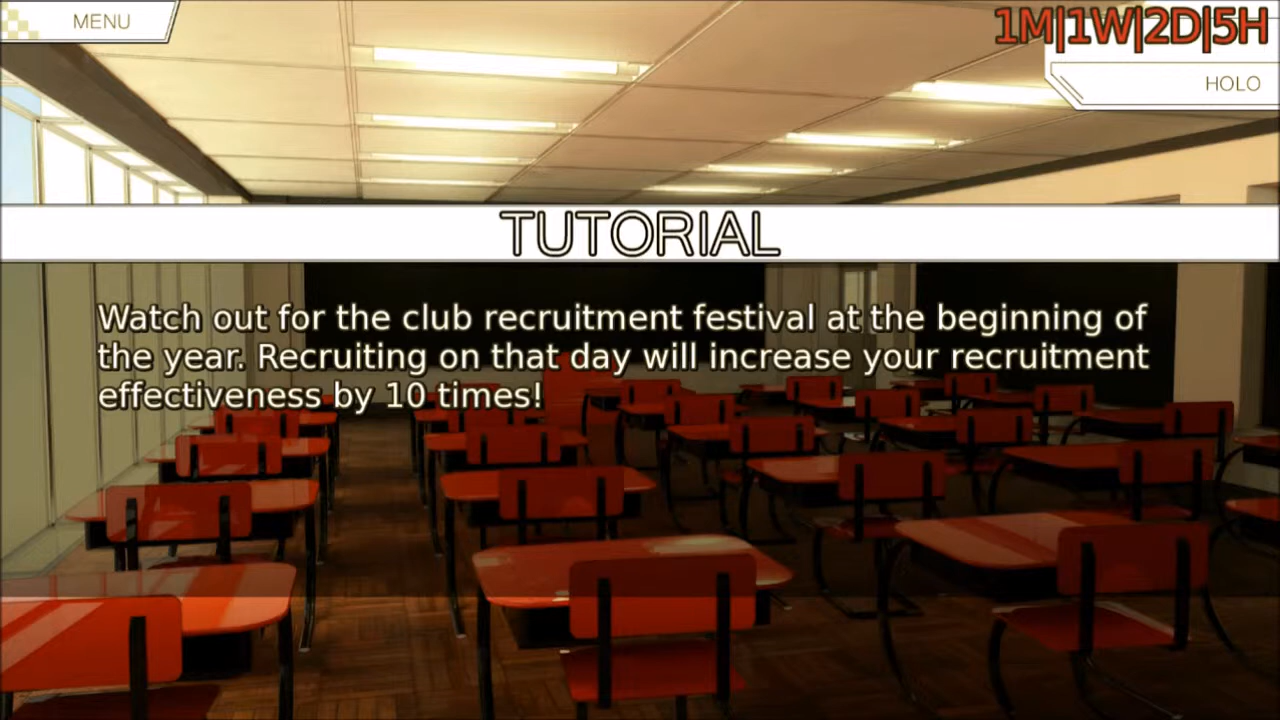 MENU
1M|1W|2D|5H
HOLO
TUTORIAL
Watch out for the club recruitment festival at the beginning of
the year. Recruiting on that day will increase your recruitment
effectiveness by 10 times!